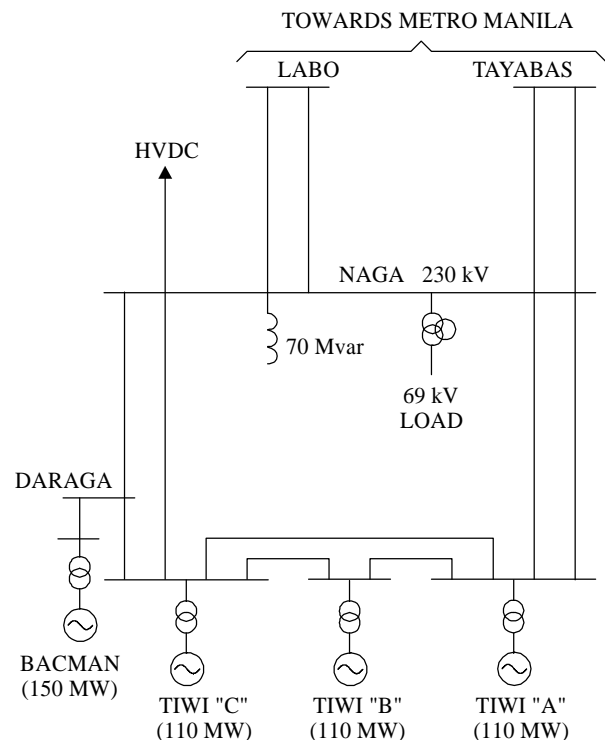 TOWARDS METRO MANILA
LABO
TAYABAS
HVDC
NAGA 230 kV
70 Mvar
69 kV
LOAD
DARAGA
BACMAN
(150 MW)
TIWI "C"
(110 MW)
TIWI "B"
(110 MW)
TIWI "A"
(110 MW)